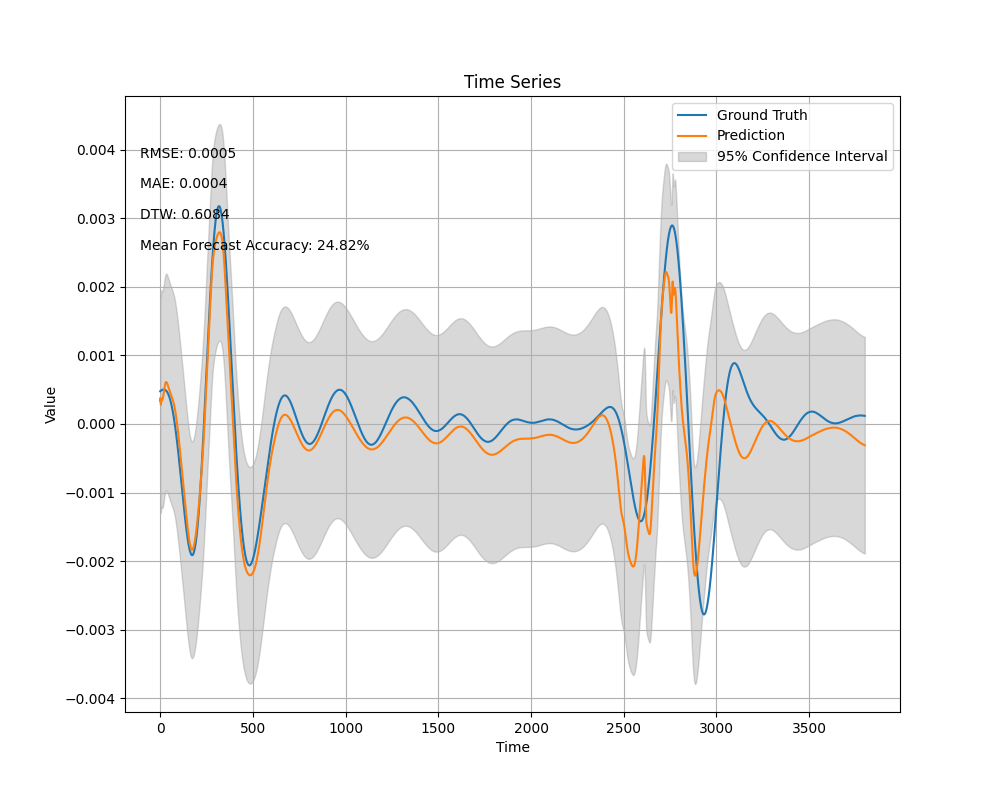 Time Series
Ground Truth
Prediction
95% Confidence Interval
RMSE: 0.0005
MAE: 0.0004
DTW: 0.6084
Mean Forecast Accuracy: 24.82%
Value
0.004
0.003
0.002
0.001
0.000
−0.001
−0.002
−0.003
−0.004
0 500 1000 1500 2000 2500 3000 3500
Time